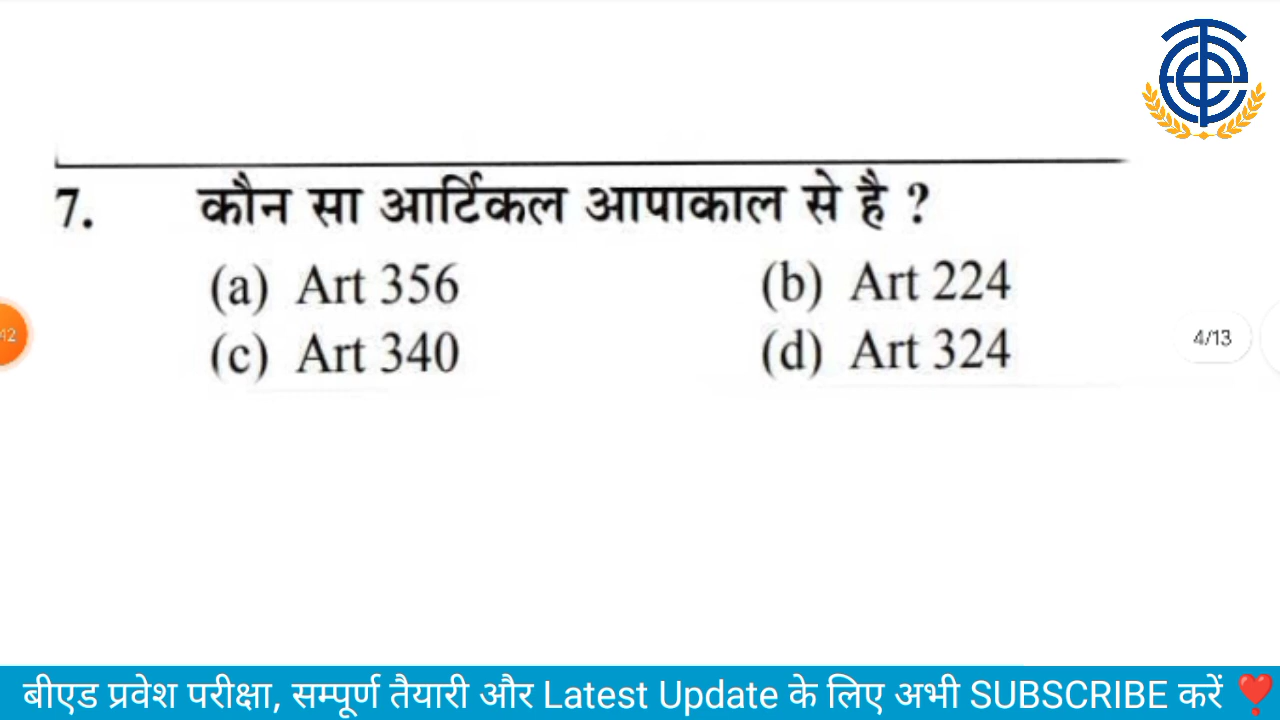 7. कौन सा आर्टिकल आपाकाल से है ?
(a) Art 356 (b) Art 224
(c) Art 340 (d) Art 324
42
4/13
बीएड प्रवेश परीक्षा, सम्पूर्ण तैयारी और Latest Update के लिए अभी SUBSCRIBE करें ❣️